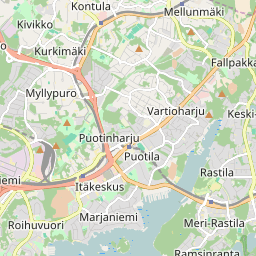 Kontula
Mellunmäki
Kivikko
Kurkimäki
Fallpakka
Myllypuro
Vartioharju
Keski-
Puotinharju
Puotila
Rastila
Itäkeskus
Marjaniemi
Roihuvuori
Meri-Rastila
Ramsinranta